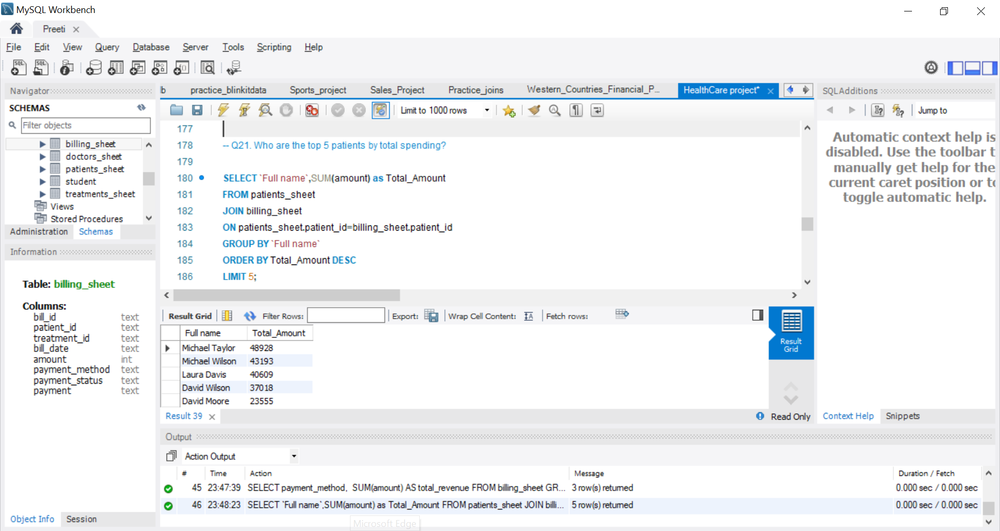 MySQL Workbench
Preeti
File Edit View Query Database Server Tools Scripting Help
Navigator
SCHEMAS
Filter objects
billing_sheet
doctors_sheet
patients_sheet
student
treatments_sheet
Views
Stored Procedures
Administration Schemas
Information
Table: billing_sheet
Columns:
bill_id text
patient_id text
treatment_id text
bill_date text
amount int
payment_method text
payment_status text
payment text
Object Info Session
lb practice_blinkitdata Sports_project Sales_Project Practice_joins Western_Countries_Financial_P... HealthCare project*
Limit to 1000 rows
177
178 -- Q21. Who are the top 5 patients by total spending?
179
180 SELECT `Full name`,SUM(amount) as Total_Amount
181 FROM patients_sheet
182 JOIN billing_sheet
183 ON patients_sheet.patient_id=billing_sheet.patient_id
184 GROUP BY `Full name`
185 ORDER BY Total_Amount DESC
186 LIMIT 5;
Result Grid Filter Rows: Export: Wrap Cell Content: Fetch rows:
Full name Total_Amount
Michael Taylor 48928
Michael Wilson 43193
Laura Davis 40609
David Wilson 37018
David Moore 23555
Result Grid
Result 39 Read Only
SQLAdditions
Jump to
Automatic context help is
disabled. Use the toolbar t
manually get help for the
current caret position or to
toggle automatic help.
Context Help Snippets
Output
Action Output
# Time Action Message Duration / Fetch
45 23:47:39 SELECT payment_method, SUM(amount) AS total_revenue FROM billing_sheet GR... 3 row(s) returned 0.000 sec / 0.000 sec
46 23:48:23 SELECT `Full name`,SUM(amount) as Total_Amount FROM patients_sheet JOIN billi... 5 row(s) returned 0.000 sec / 0.000 sec
Microsoft Edge